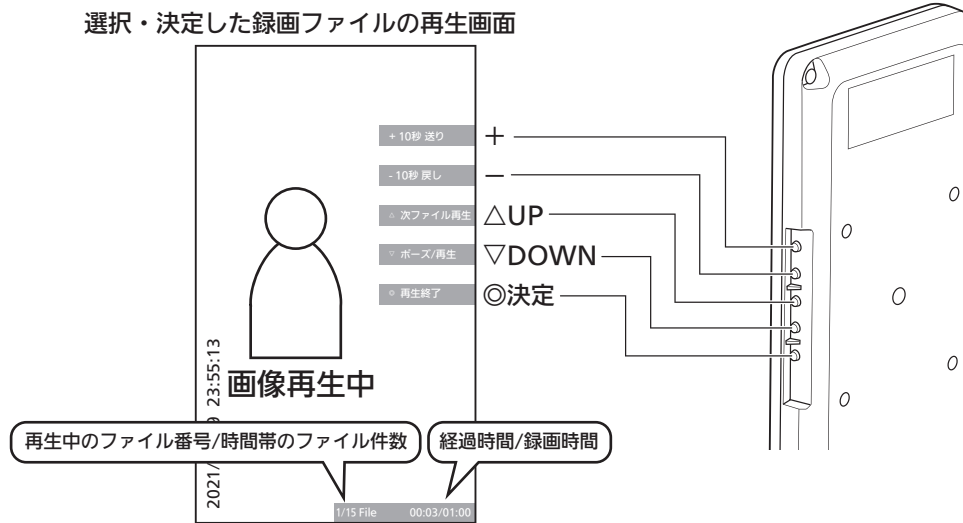 選択・決定した録画ファイルの再生画面
+ 10秒 送り
+
- 10秒 戻し
−
△ 次ファイル再生
△UP
▽ ポーズ/再生
▽DOWN
◎ 再生終了
◎決定
画像再生中
23:55:13
2021/
再生中のファイル番号/時間帯のファイル件数
経過時間/録画時間
1/15 File
00:03/01:00